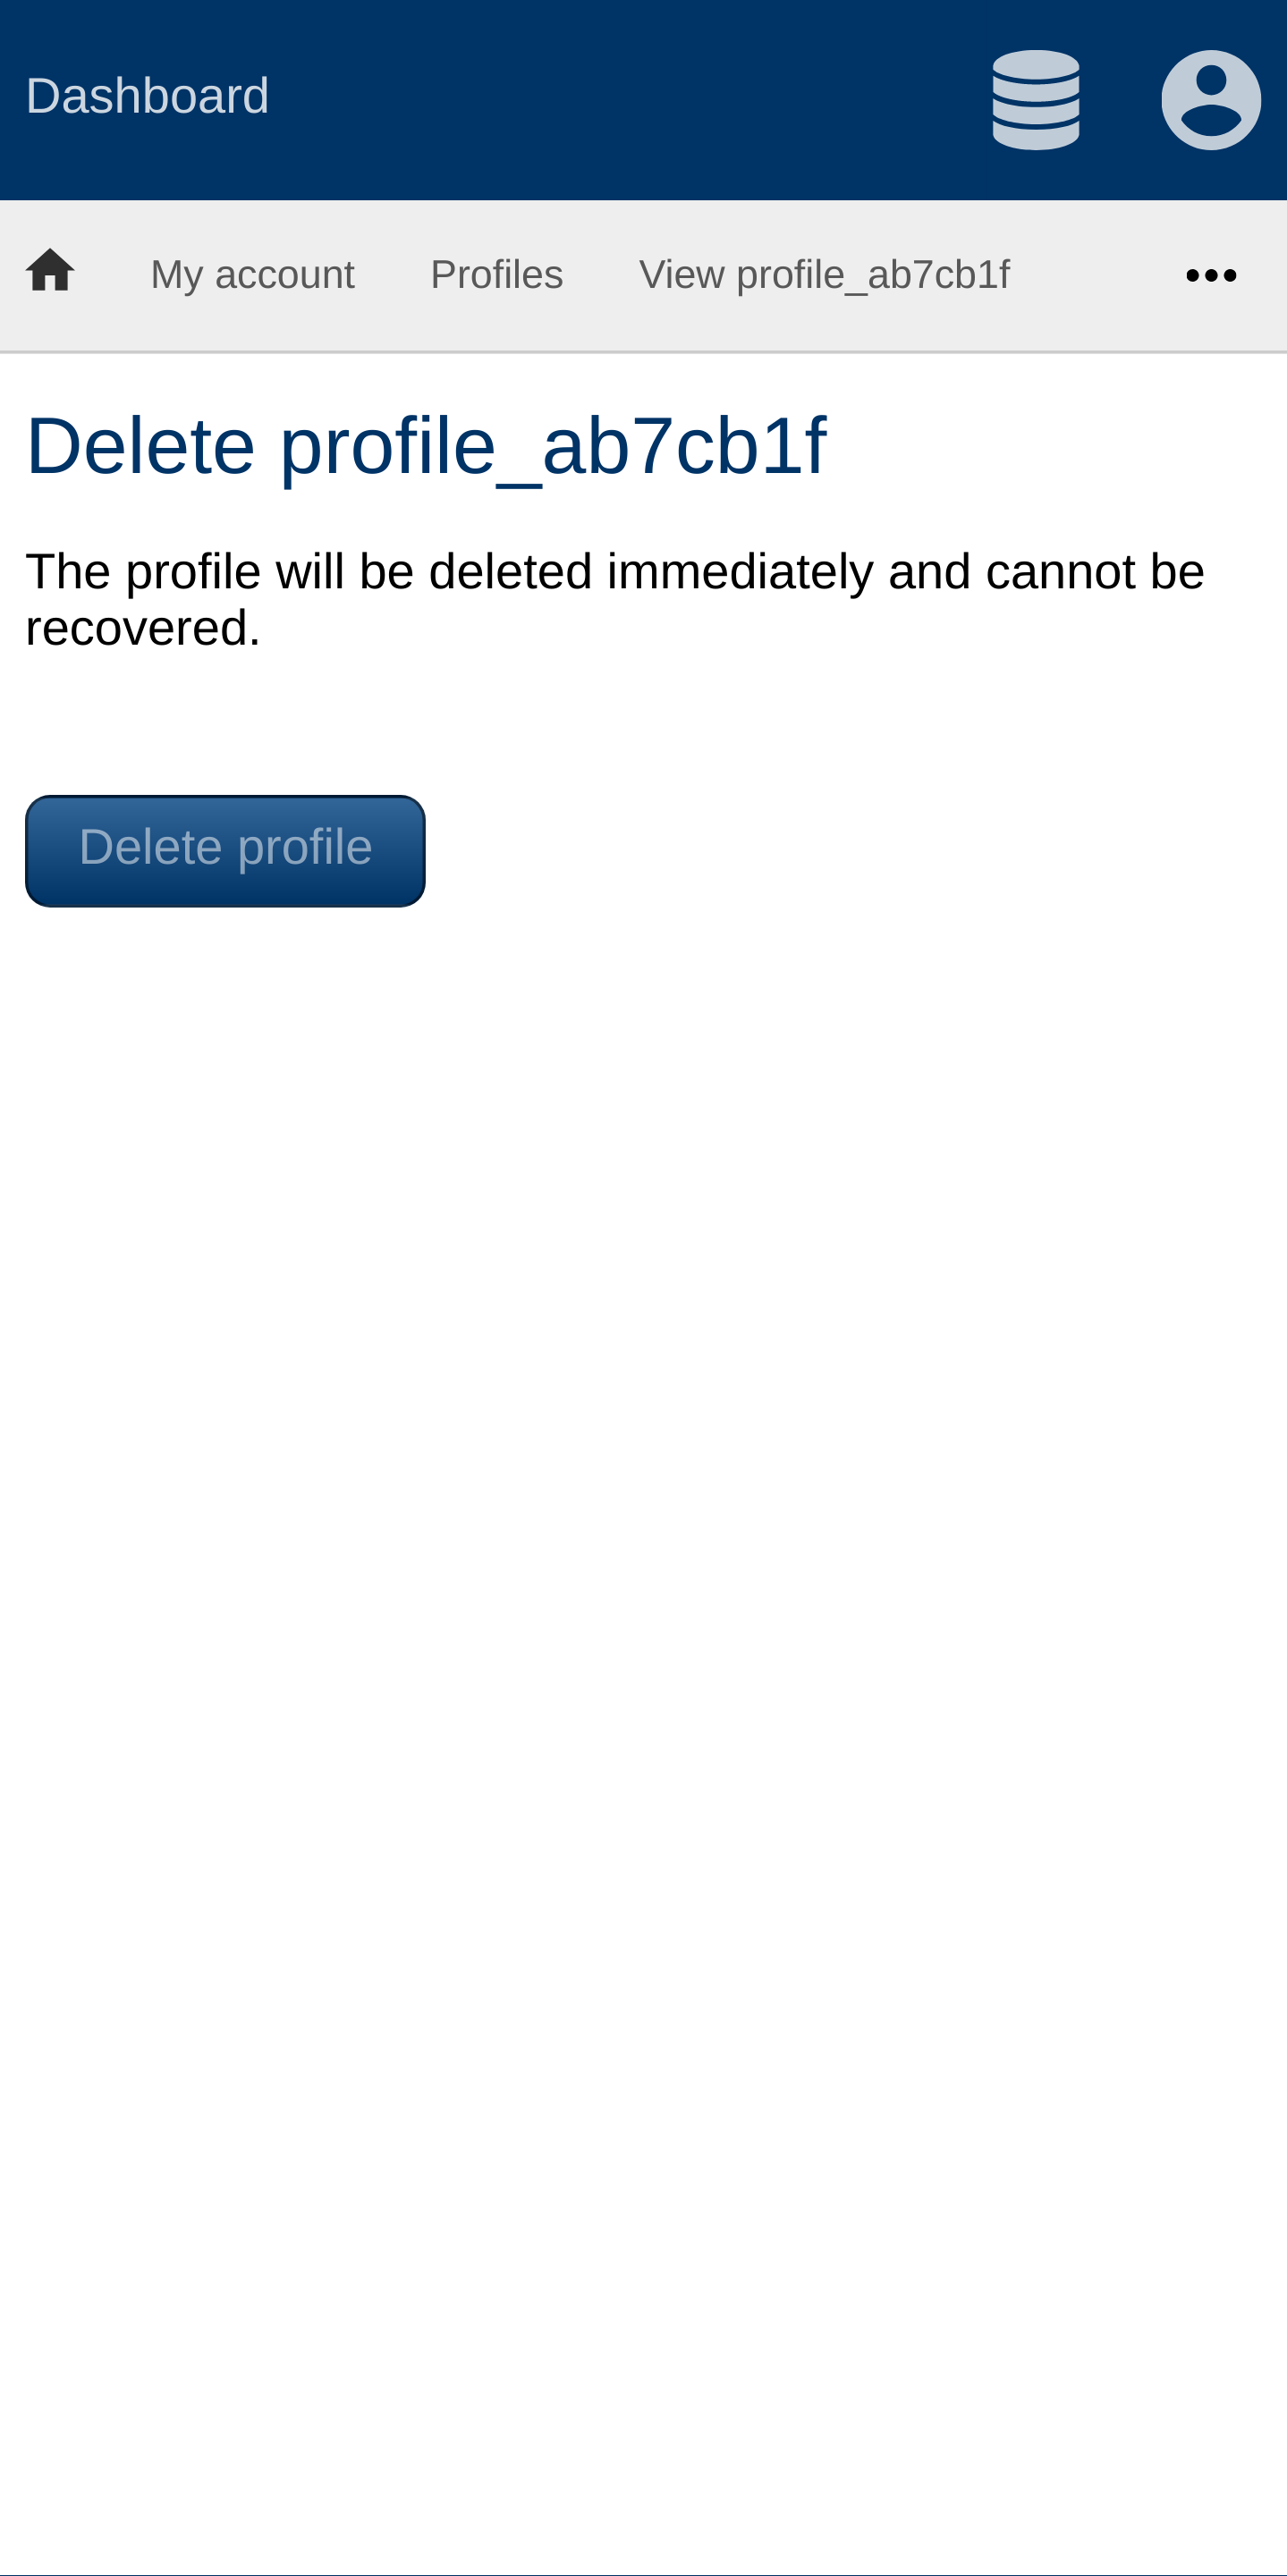 Dashboard
My account Profiles View profile_ab7cb1f
Delete profile_ab7cb1f
The profile will be deleted immediately and cannot be
recovered.
Delete profile